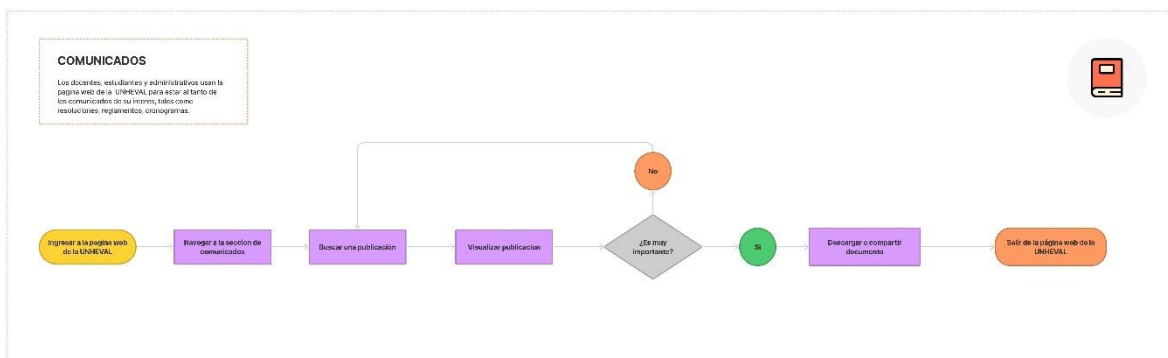 COMUNICADOS
Los docentes, estudiantes y administrativos usan la
pagina web de la UNHEVAL para estar al tanto de
los comunicados de su interes, tales como
resoluciones, reglamentos, cronogramas.
No
Ingresar a la pagina web
de la UNHEVAL
Navegar a la seccion de
comunicados
Buscar una publicación
Visualizar publicacion
¿Es muy
importante?
Si
Descargar o compartir
documento
Salir de la página web de la
UNHEVAL